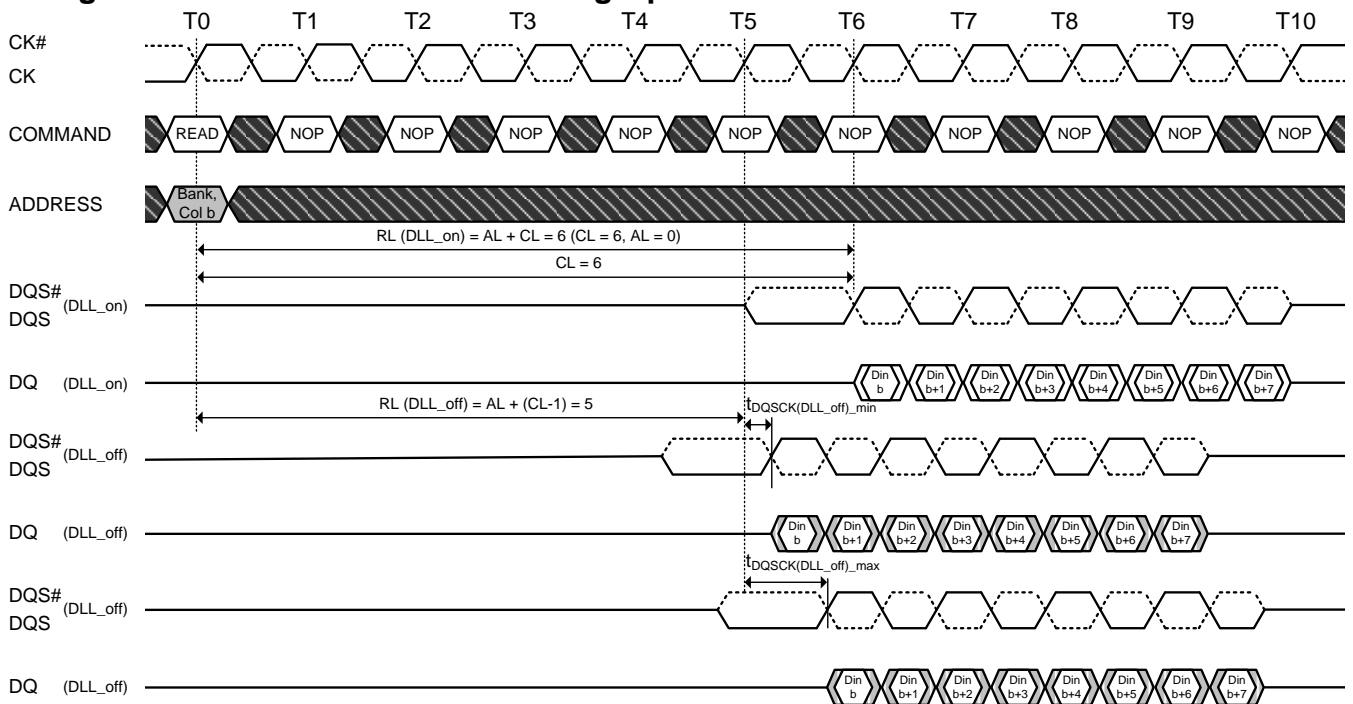 T0 T1 T2 T3 T4 T5 T6 T7 T8 T9 T10
CK#
CK
COMMAND READ NOP NOP NOP NOP NOP NOP NOP NOP NOP NOP
ADDRESS Bank, Col b
RL (DLL_on) = AL + CL = 6 (CL = 6, AL = 0)
CL = 6
DQS# (DLL_on)
DQS
DQ (DLL_on) Din b Din b+1 Din b+2 Din b+3 Din b+4 Din b+5 Din b+6 Din b+7
RL (DLL_off) = AL + (CL-1) = 5
tDQSCK(DLL_off)_min
DQS# (DLL_off)
DQS
DQ (DLL_off) Din b Din b+1 Din b+2 Din b+3 Din b+4 Din b+5 Din b+6 Din b+7
tDQSCK(DLL_off)_max
DQS# (DLL_off)
DQS
DQ (DLL_off) Din b Din b+1 Din b+2 Din b+3 Din b+4 Din b+5 Din b+6 Din b+7